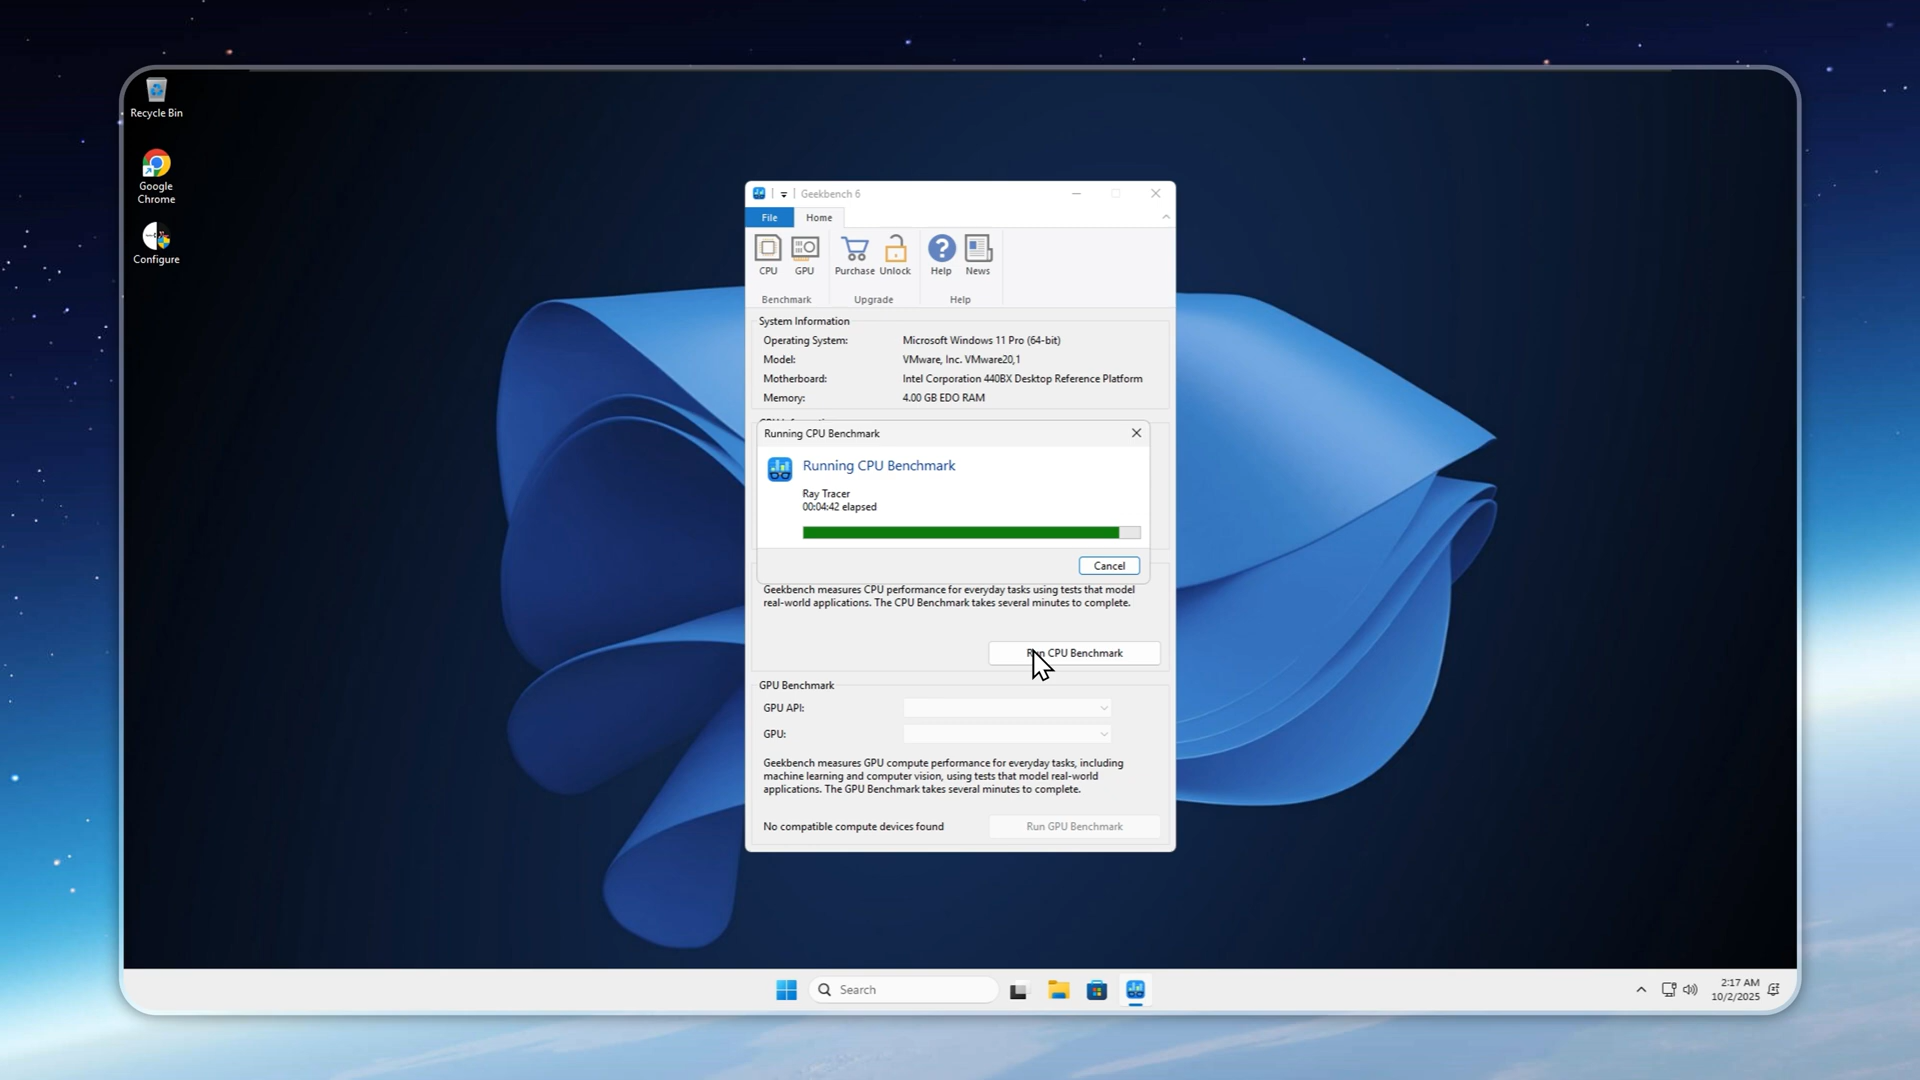 Recycle Bin
Google
Chrome
Configure
Geekbench 6
File
Home
CPU
GPU
Purchase
Unlock
Help
News
Benchmark
Upgrade
Help
System Information
Operating System:
Microsoft Windows 11 Pro (64-bit)
Model:
VMware, Inc. VMware20,1
Motherboard:
Intel Corporation 440BX Desktop Reference Platform
Memory:
4.00 GB EDO RAM
Running CPU Benchmark
Running CPU Benchmark
Ray Tracer
00:04:42 elapsed
Cancel
Geekbench measures CPU performance for everyday tasks using tests that model
real-world applications. The CPU Benchmark takes several minutes to complete.
Run CPU Benchmark
GPU Benchmark
GPU API:
GPU:
Geekbench measures GPU compute performance for everyday tasks, including
machine learning and computer vision, using tests that model real-world
applications. The GPU Benchmark takes several minutes to complete.
No compatible compute devices found
Run GPU Benchmark
Search
2:17 AM
10/2/2025